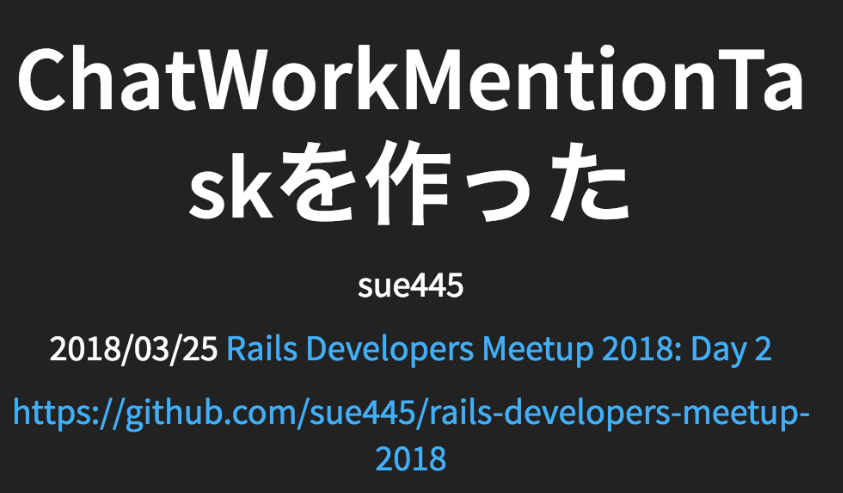 ChatWorkMentionTa
skを作った
sue445
2018/03/25 Rails Developers Meetup 2018: Day 2
https://github.com/sue445/rails-developers-meetup-
2018